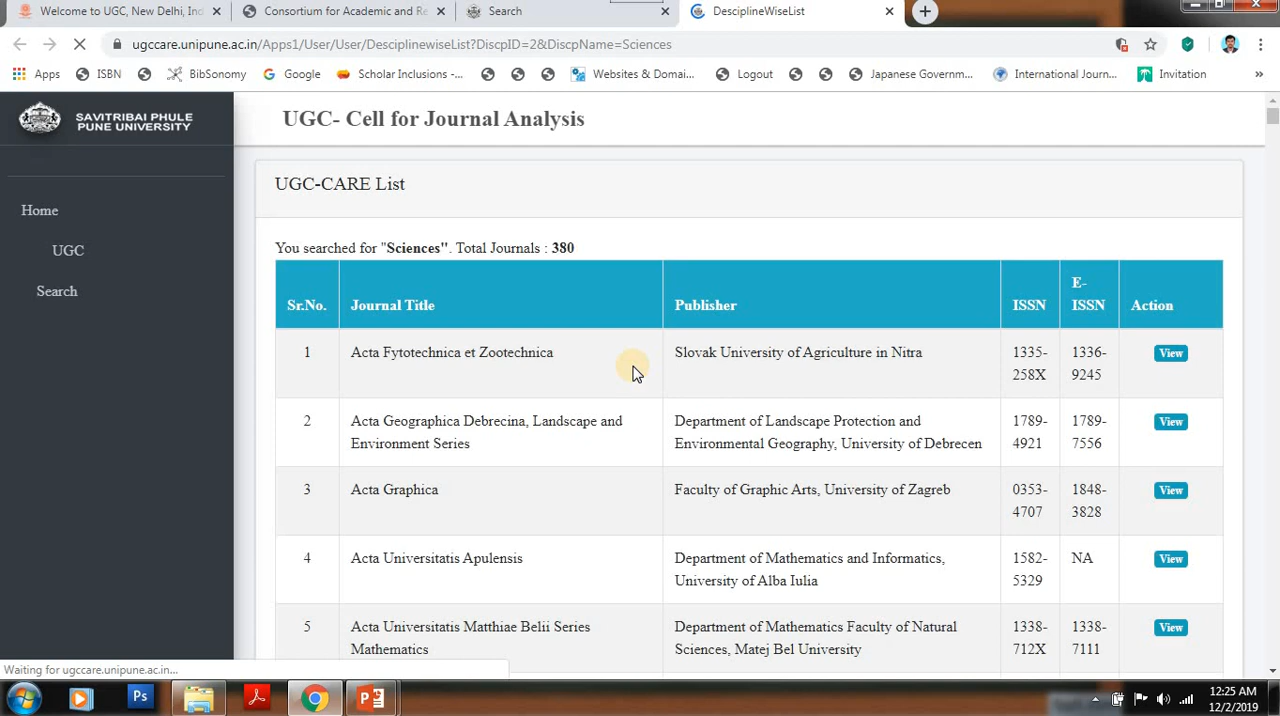 Welcome to UGC, New Delhi, Ind
Consortium for Academic and Re
Search
DesciplineWiseList
ugccare.unipune.ac.in/Apps1/User/User/DesciplinewiseList?DiscpID=2&DiscpName=Sciences
Apps ISBN BibSonomy Google Scholar Inclusions -... Websites & Domai... Logout Japanese Governm... International Journ... Invitation »
SAVITRIBAI PHULE
PUNE UNIVERSITY
UGC- Cell for Journal Analysis
Home
UGC
Search
UGC-CARE List
You searched for "Sciences". Total Journals : 380
Sr.No. Journal Title Publisher ISSN E-ISSN Action
1 Acta Fytotechnica et Zootechnica Slovak University of Agriculture in Nitra 1335- 1336- View
258X 9245
2 Acta Geographica Debrecina, Landscape and Department of Landscape Protection and 1789- 1789- View
Environment Series Environmental Geography, University of Debrecen 4921 7556
3 Acta Graphica Faculty of Graphic Arts, University of Zagreb 0353- 1848- View
4707 3828
4 Acta Universitatis Apulensis Department of Mathematics and Informatics, 1582- NA View
University of Alba Iulia 5329
5 Acta Universitatis Matthiae Belii Series Department of Mathematics Faculty of Natural 1338- 1338- View
Mathematics Sciences, Matej Bel University 712X 7111
Waiting for ugccare.unipune.ac.in...
Ps
12:25 AM
12/2/2019